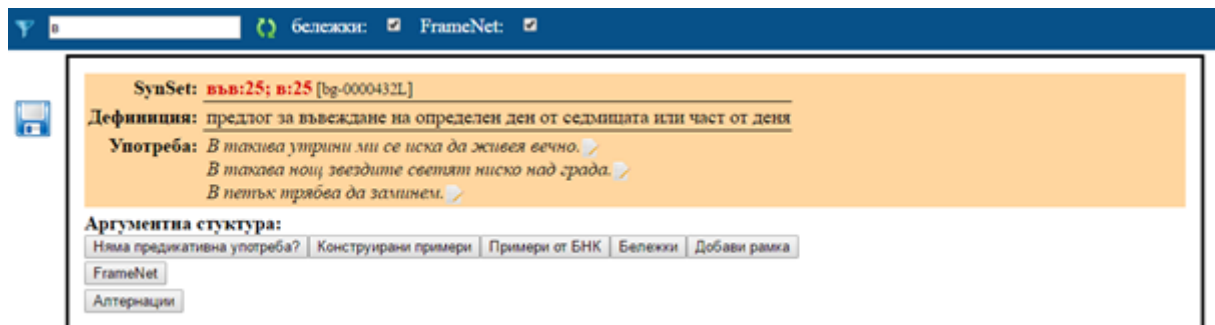 в бележки: FrameNet:
SynSet: във:25; в:25 [bg-0000432L]
Дефиниция: предлог за въвеждане на определен ден от седмицата или част от деня
Употреба: В такива утрини ми се иска да живея вечно.
В такава нощ звездите светят ниско над града.
В петък трябва да заминем.
Аргументна стуктура:
Няма предикативна употреба? Конструирани примери Примери от БНК Бележки Добави рамка
FrameNet
Алтернации